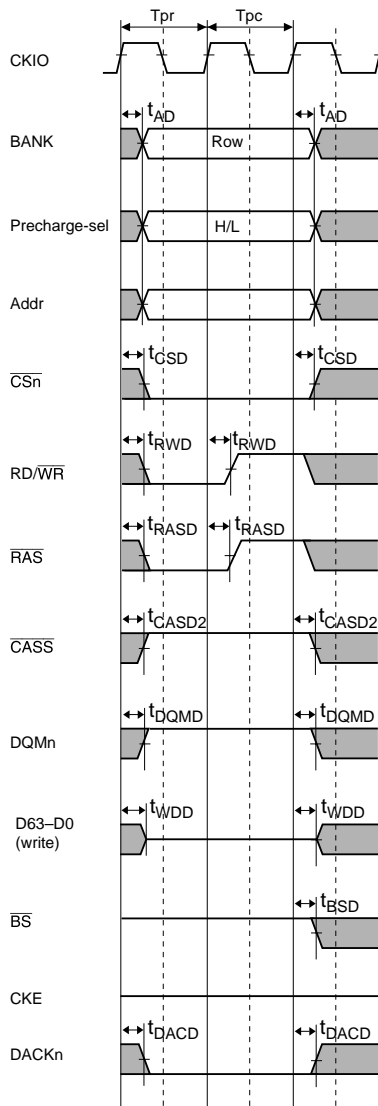 Tpr Tpc
CKIO
tAD tAD
BANK Row
Precharge-sel H/L
Addr
tCSD tCSD
CSn
tRWD tRWD
RD/WR
tRASD tRASD
RAS
tCASD2 tCASD2
CASS
tDQMD tDQMD
DQMn
tWDD tWDD
D63–D0
(write)
tBSD
BS
CKE
tDACD tDACD
DACKn